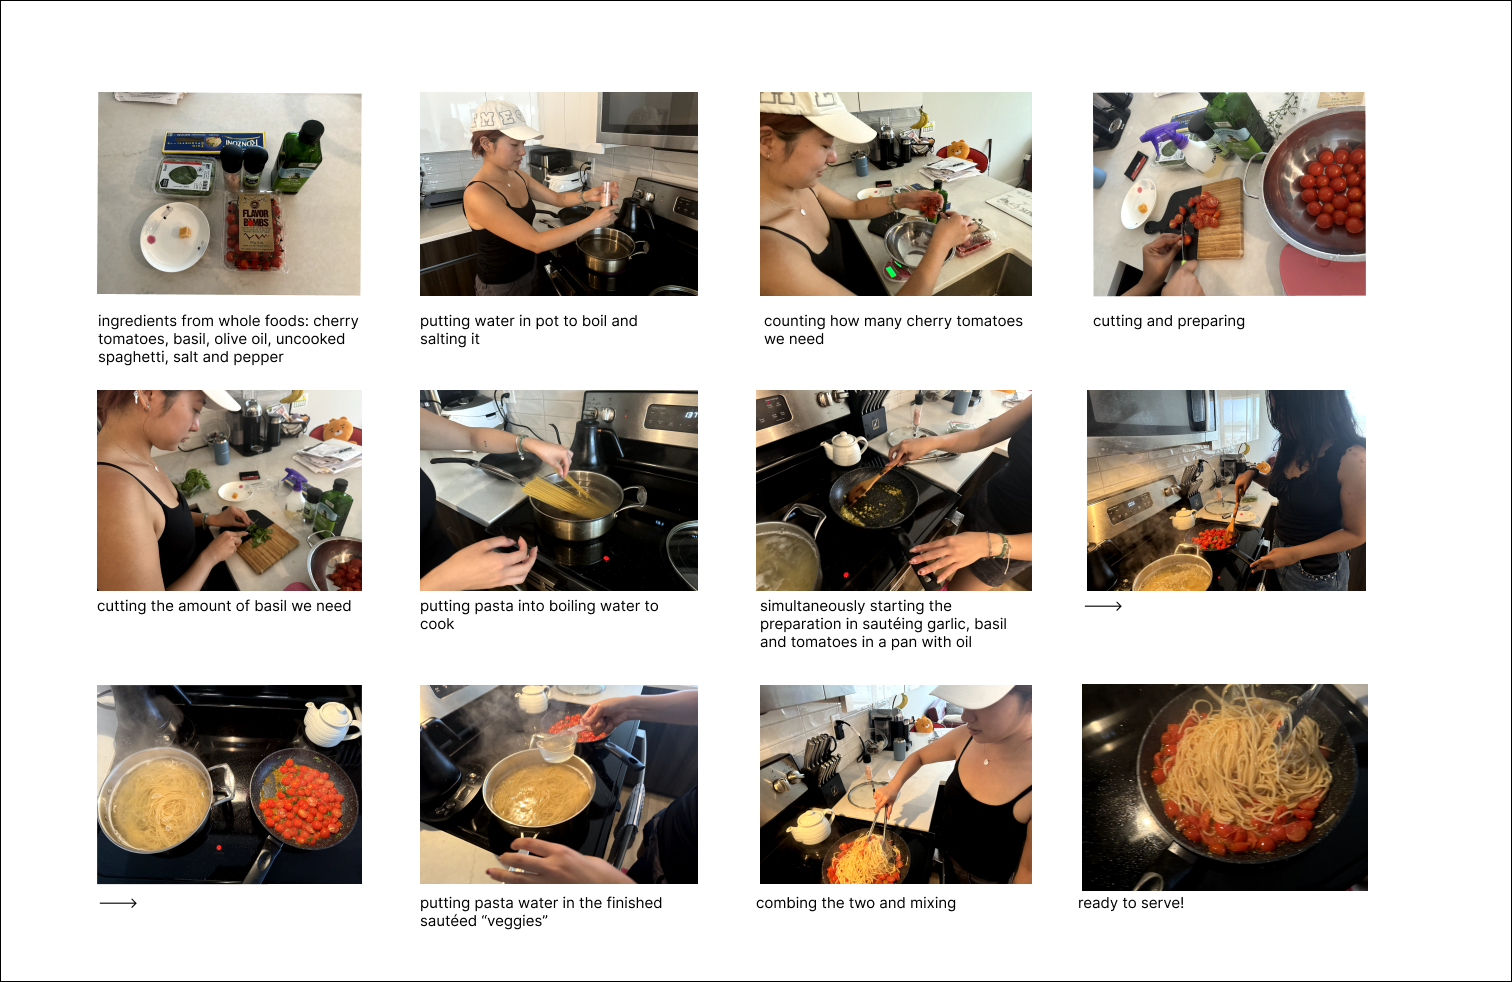 RONZONI
FLAVOR
BOMBS
ingredients from whole foods: cherry
tomatoes, basil, olive oil, uncooked
spaghetti, salt and pepper
putting water in pot to boil and
salting it
counting how many cherry tomatoes
we need
cutting and preparing
cutting the amount of basil we need
putting pasta into boiling water to
cook
simultaneously starting the
preparation in sautéing garlic, basil
and tomatoes in a pan with oil
putting pasta water in the finished
sautéed “veggies”
combing the two and mixing
ready to serve!